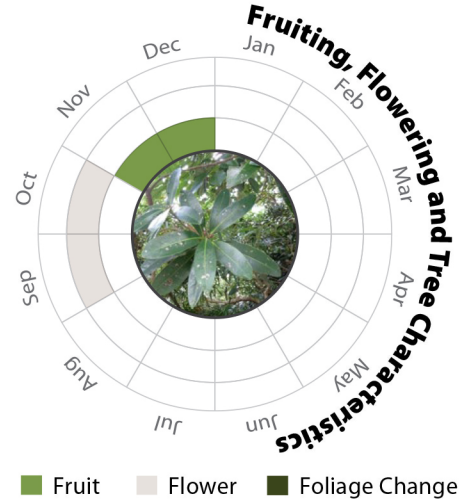 Fruiting, Flowering and Tree Characteristics
Jan
Feb
Mar
Apr
May
Jun
Jul
Aug
Sep
Oct
Nov
Dec
Fruit
Flower
Foliage Change